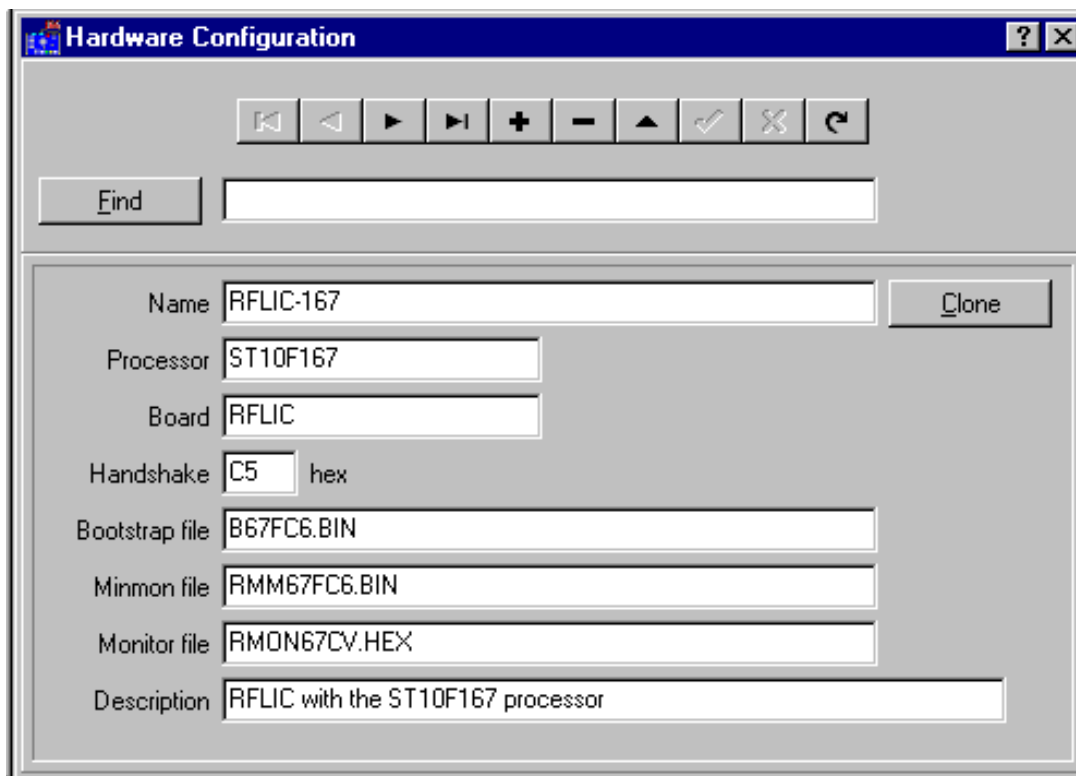 Hardware Configuration
Find
Name RFLIC-167 Clone
Processor ST10F167
Board RFLIC
Handshake C5 hex
Bootstrap file B67FC6.BIN
Minmon file RMM67FC6.BIN
Monitor file RMON67CV.HEX
Description RFLIC with the ST10F167 processor